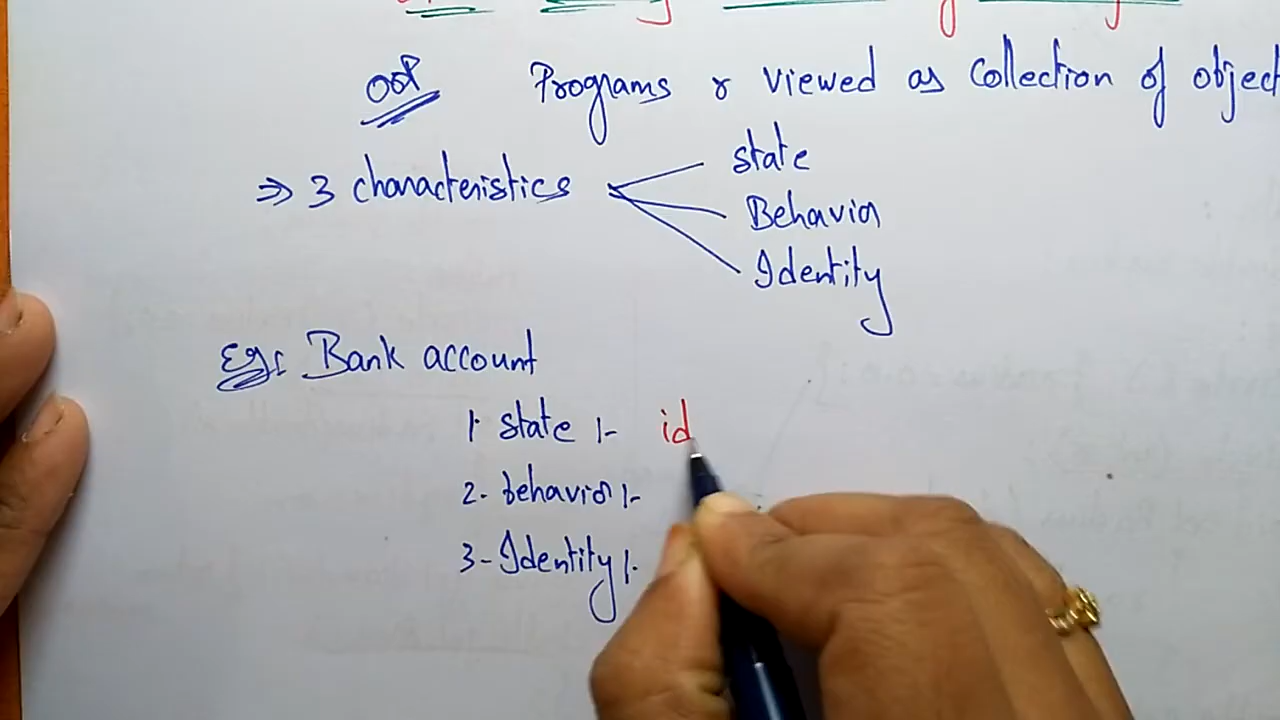 OOP Programs r viewed as collection of object
⇒ 3 characteristics
state
Behavior
Identity
Eg: Bank account
1. state :- id
2. behavior :-
3. Identity :-